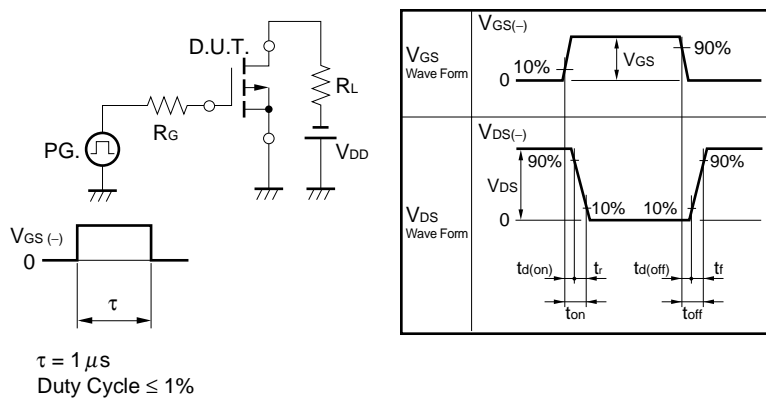 D.U.T.
RL
RG
PG.
VDD
VGS (−)
0
τ
τ = 1 μs
Duty Cycle ≤ 1%
VGS
Wave Form
VGS(−)
10%
VGS
90%
0
VDS
Wave Form
VDS(−)
90%
90%
VDS
10%
10%
0
td(on)
tr
td(off)
tf
ton
toff